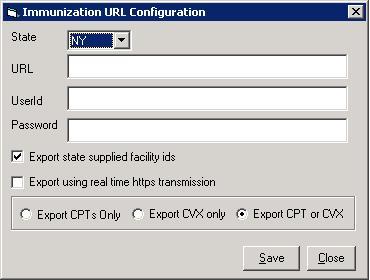 Immunization URL Configuration
State NY
URL
UserId
Password
Export state supplied facility ids
Export using real time https transmission
Export CPTs Only Export CVX only Export CPT or CVX
Save Close